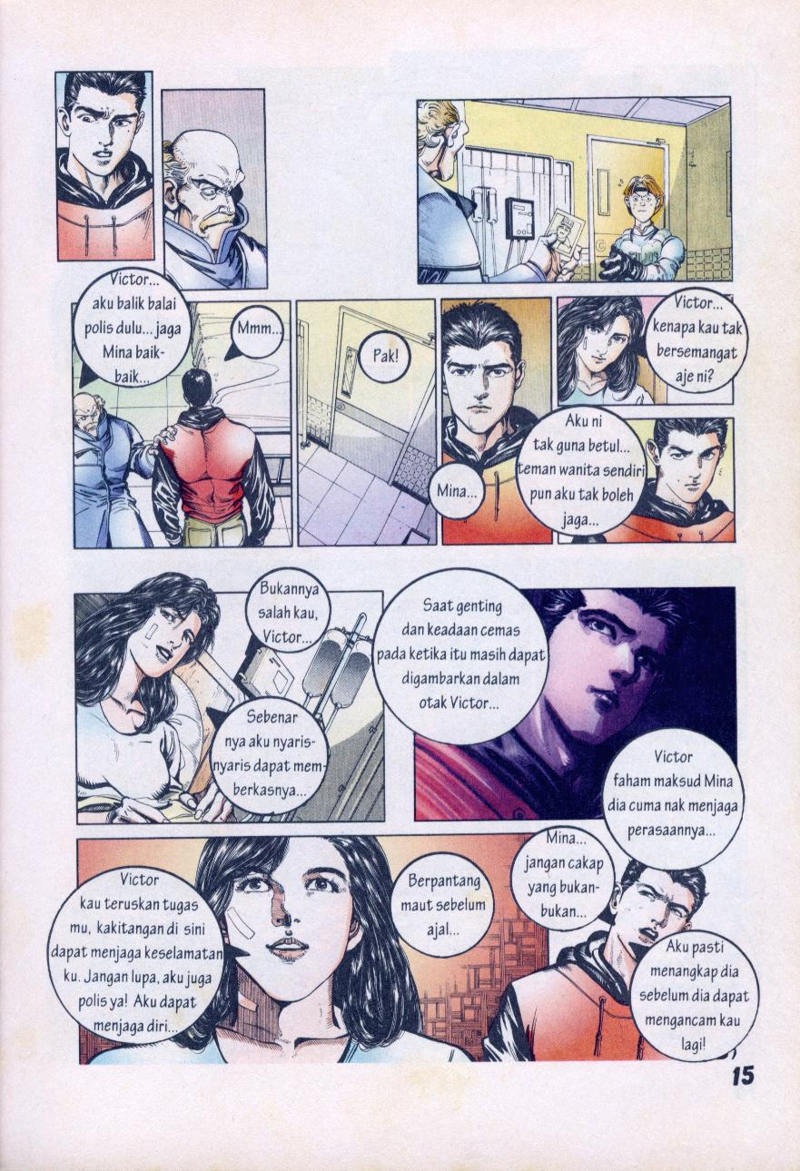 Victor...
aku balik balai
polis dulu... jaga
Mina baik-
baik...
Mmm...
Pak!
Mina...
Victor...
kenapa kau tak
bersemangat
aje ni?
Aku ni
tak guna betul...
teman wanita sendiri
pun aku tak boleh
jaga...
Bukannya
salah kau,
Victor...
Sebenar
nya aku nyaris-
nyaris dapat mem-
berkasnya...
Saat genting
dan keadaan cemas
pada ketika itu masih dapat
digambarkan dalam
otak Victor...
Victor
faham maksud Mina
dia cuma nak menjaga
perasaannya...
Victor
kau teruskan tugas
mu, kakitangan di sini
dapat menjaga keselamatan
ku. Jangan lupa, aku juga
polis ya! Aku dapat
menjaga diri...
Berpantang
maut sebelum
ajal...
Mina...
jangan cakap
yang bukan-
bukan...
Aku pasti
menangkap dia
sebelum dia dapat
mengancam kau
lagi!
15